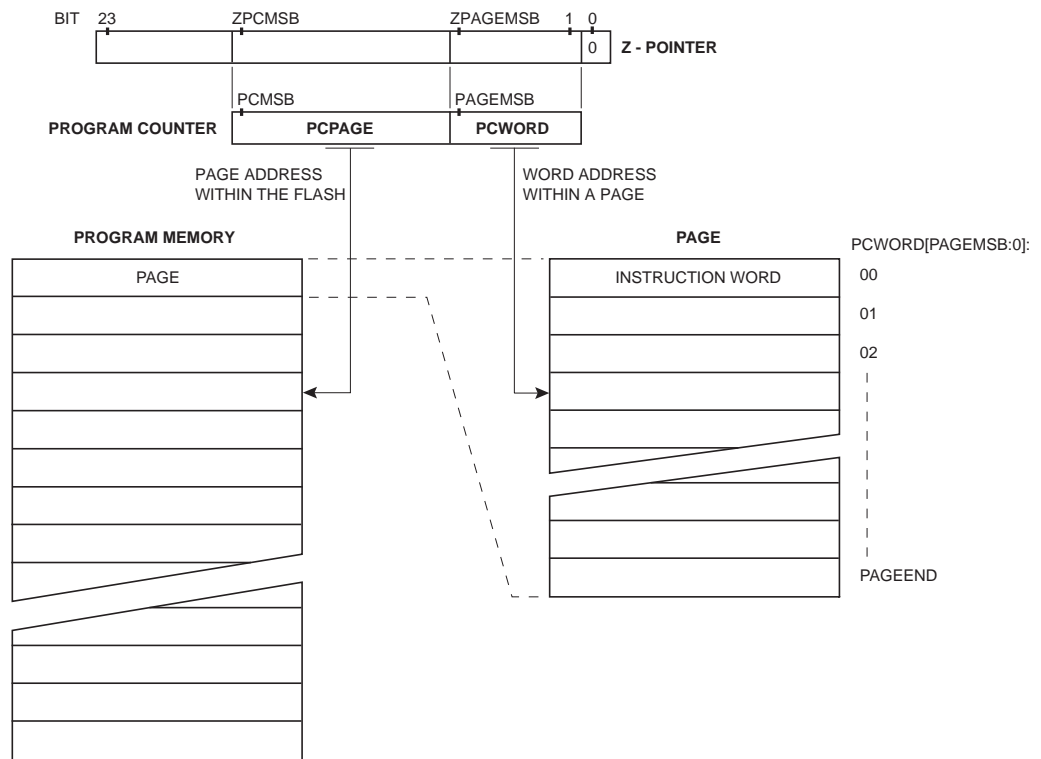 BIT 23 ZPCMSB ZPAGEMSB 1 0
0 Z - POINTER
PCMSB PAGEMSB
PROGRAM COUNTER PCPAGE PCWORD
PAGE ADDRESS
WITHIN THE FLASH
WORD ADDRESS
WITHIN A PAGE
PROGRAM MEMORY
PAGE
PAGE
INSTRUCTION WORD
PCWORD[PAGEMSB:0]:
00
01
02
PAGEEND